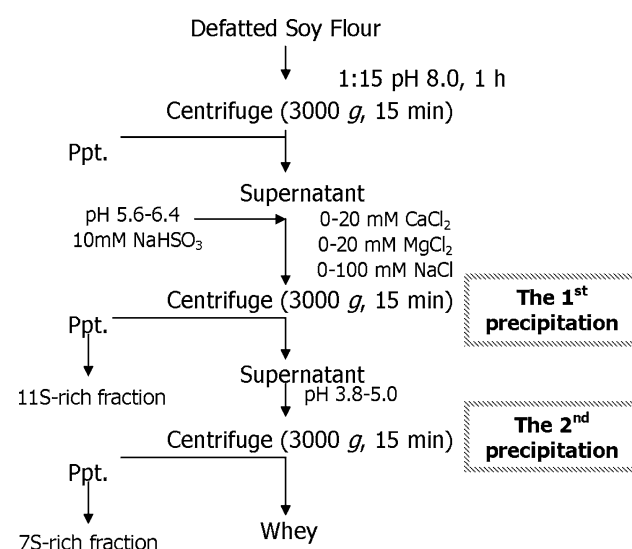 Defatted Soy Flour
1:15 pH 8.0, 1 h
Centrifuge (3000 g, 15 min)
Ppt.
Supernatant
pH 5.6-6.4
10mM NaHSO₃
0-20 mM CaCl₂
0-20 mM MgCl₂
0-100 mM NaCl
Centrifuge (3000 g, 15 min)
The 1st
precipitation
Ppt.
11S-rich fraction
Supernatant
pH 3.8-5.0
Centrifuge (3000 g, 15 min)
The 2nd
precipitation
Ppt.
Whey
7S-rich fraction